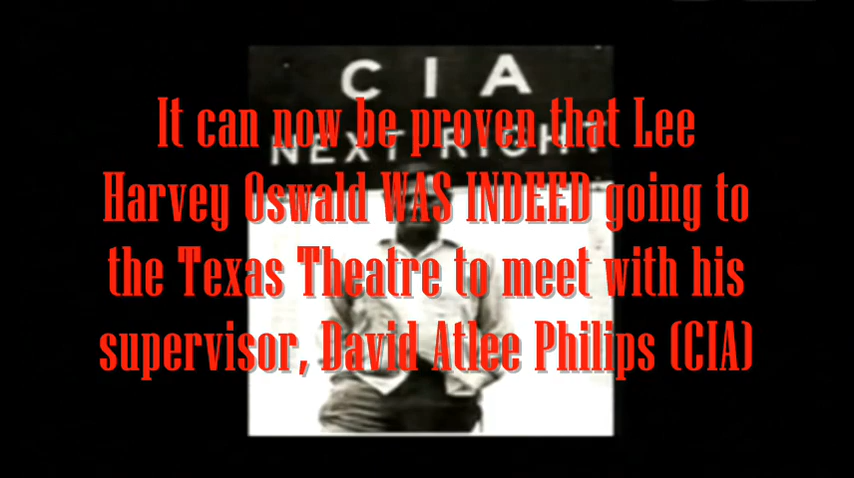 CIA
NEXT RIGHT
It can now be proven that Lee
Harvey Oswald WAS INDEED going to
the Texas Theatre to meet with his
supervisor, David Atlee Philips (CIA)